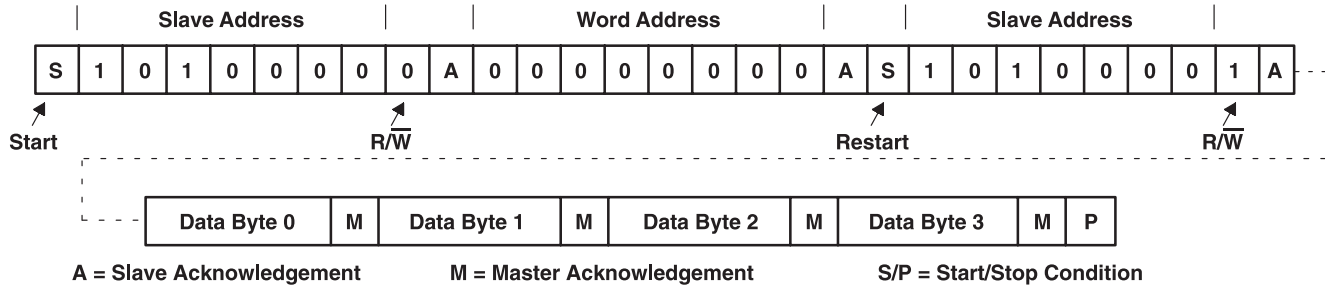 Slave Address Word Address Slave Address
S 1 0 1 0 0 0 0 0 A 0 0 0 0 0 0 0 0 A S 1 0 1 0 0 0 0 1 A
Start R/W̅ Restart R/W̅
Data Byte 0 M Data Byte 1 M Data Byte 2 M Data Byte 3 M P
A = Slave Acknowledgement M = Master Acknowledgement S/P = Start/Stop Condition